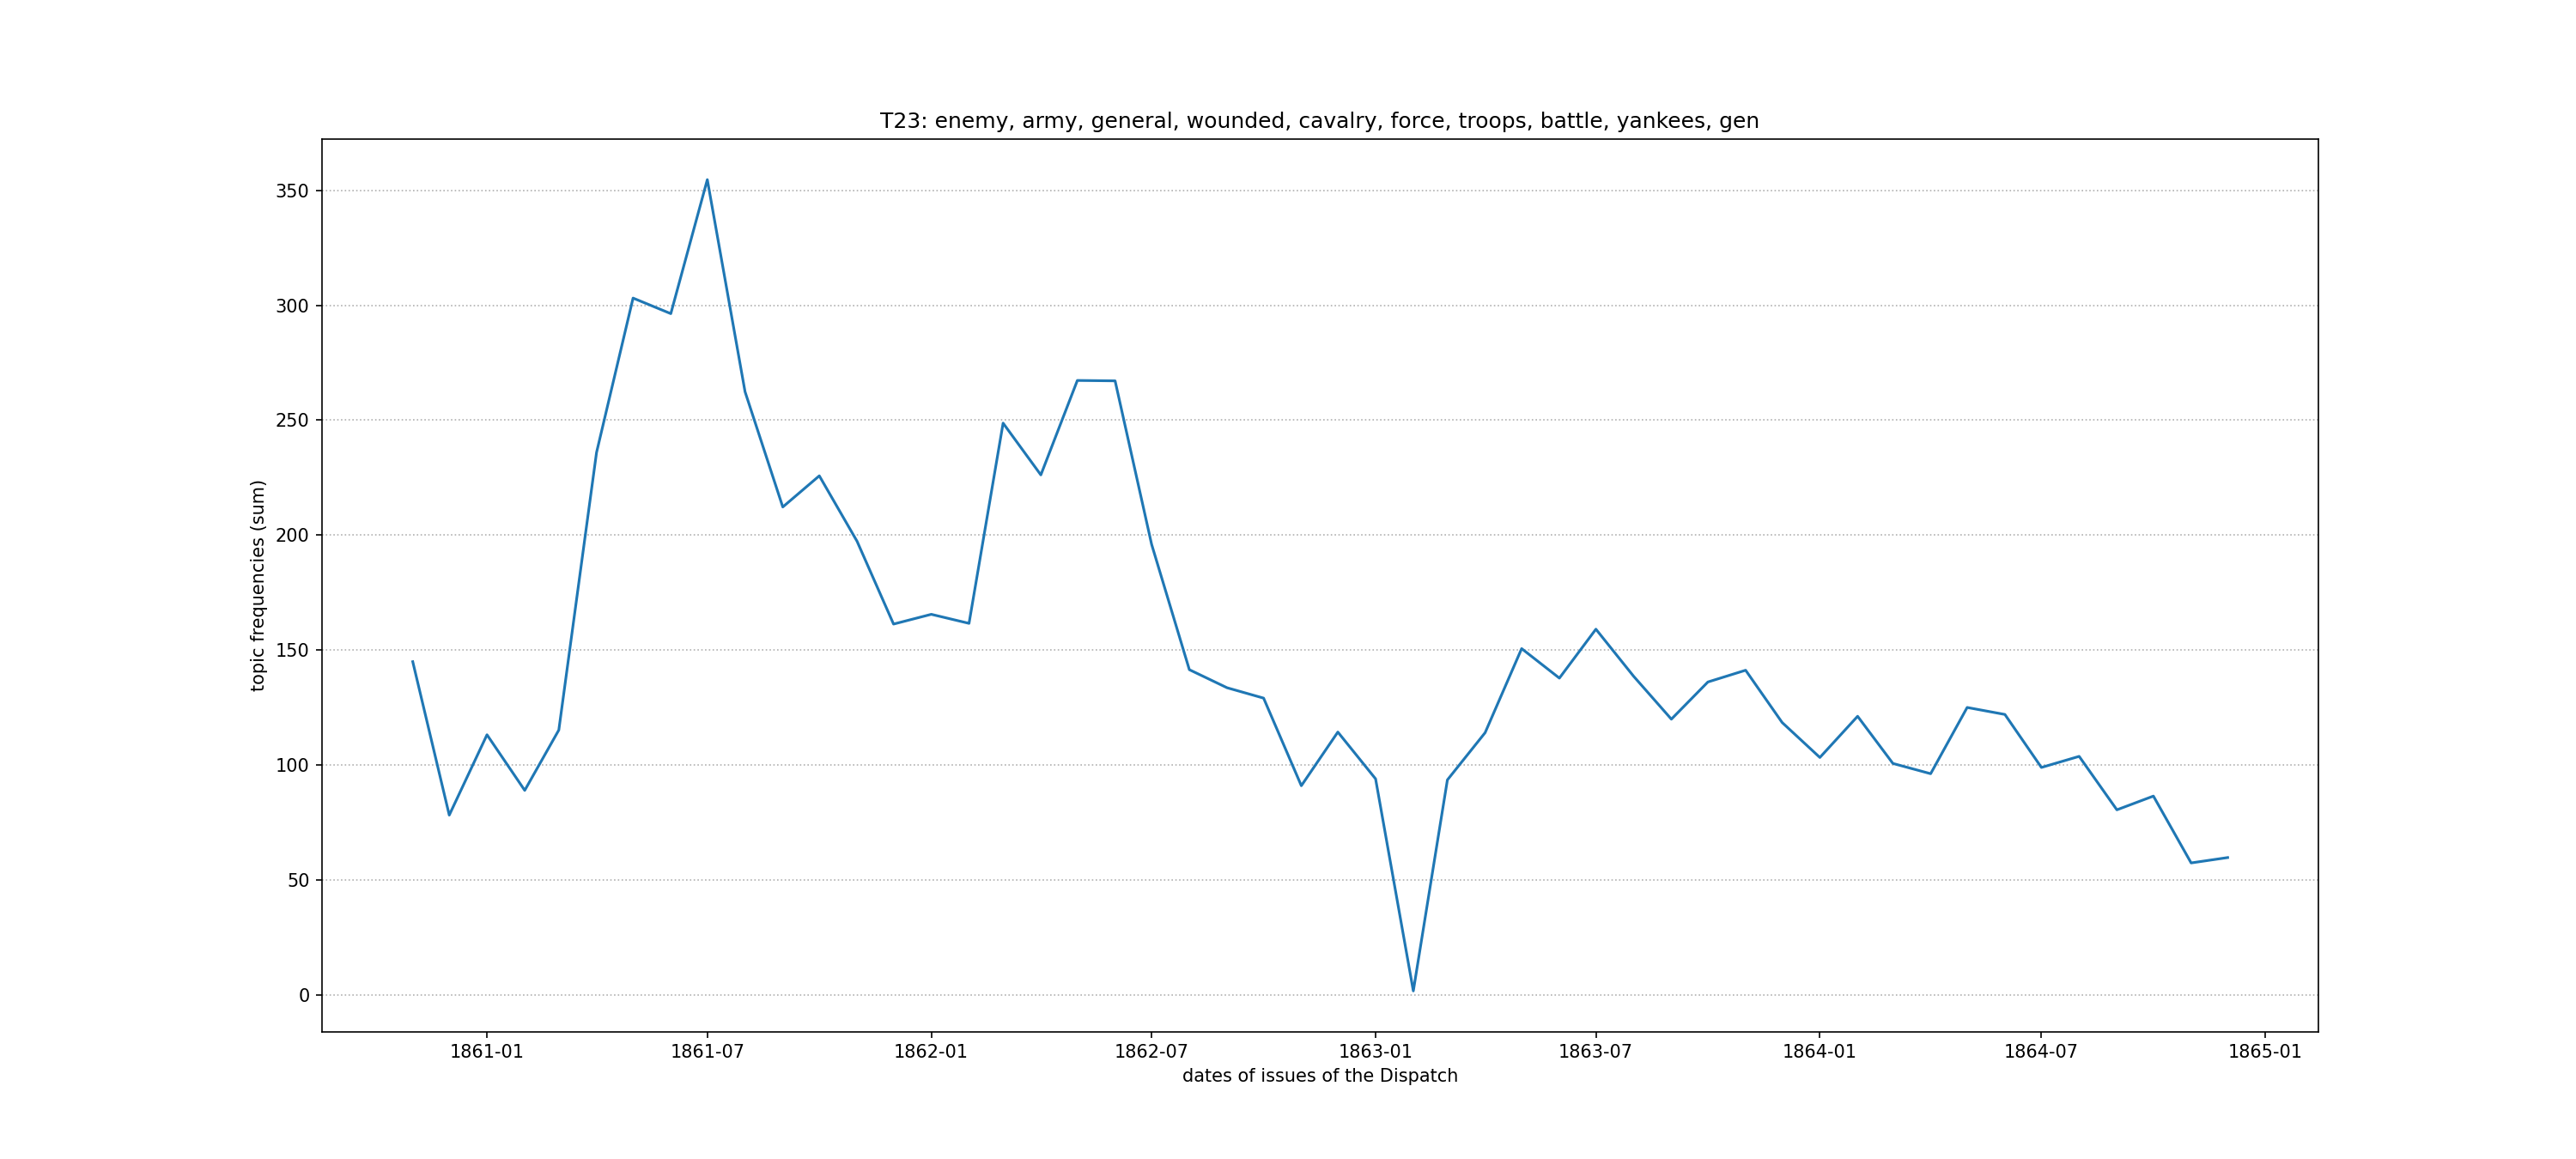 T23: enemy, army, general, wounded, cavalry, force, troops, battle, yankees, gen
topic frequencies (sum)
350
300
250
200
150
100
50
0
1861-01 1861-07 1862-01 1862-07 1863-01 1863-07 1864-01 1864-07 1865-01
dates of issues of the Dispatch